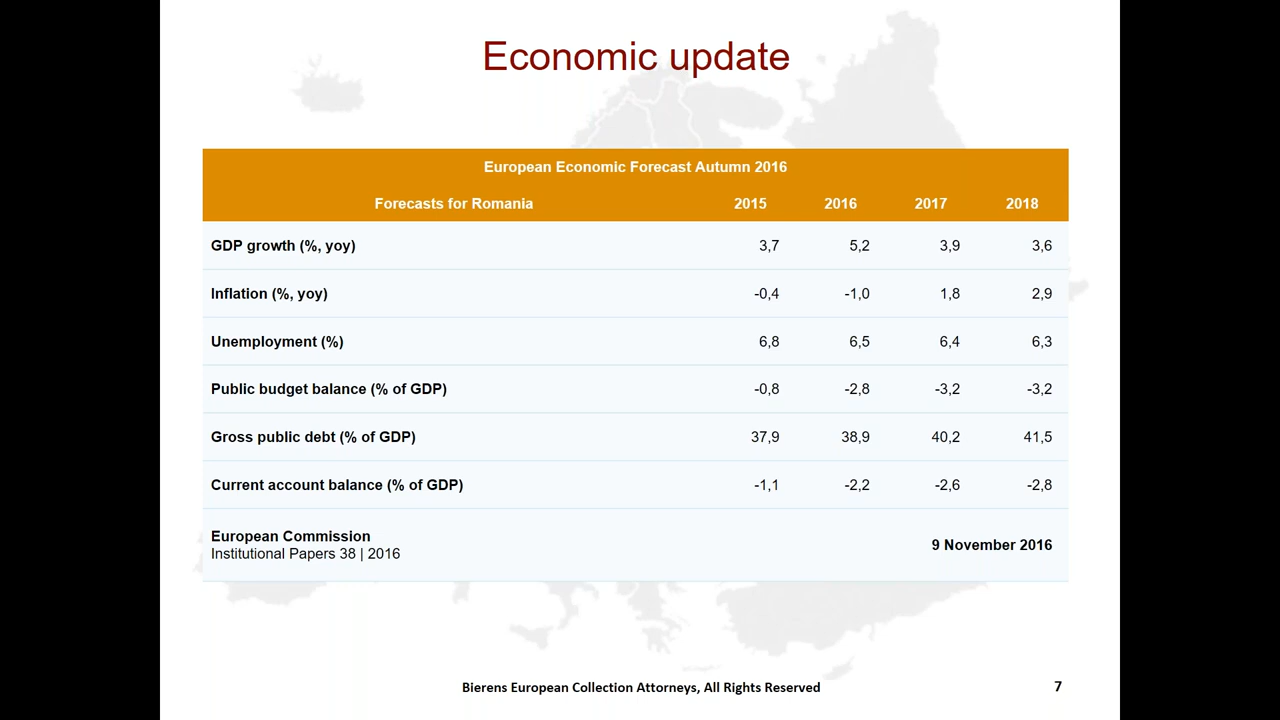 Economic update
European Economic Forecast Autumn 2016
Forecasts for Romania 2015 2016 2017 2018
GDP growth (%, yoy) 3,7 5,2 3,9 3,6
Inflation (%, yoy) -0,4 -1,0 1,8 2,9
Unemployment (%) 6,8 6,5 6,4 6,3
Public budget balance (% of GDP) -0,8 -2,8 -3,2 -3,2
Gross public debt (% of GDP) 37,9 38,9 40,2 41,5
Current account balance (% of GDP) -1,1 -2,2 -2,6 -2,8
European Commission
Institutional Papers 38 | 2016
9 November 2016
Bierens European Collection Attorneys, All Rights Reserved 7